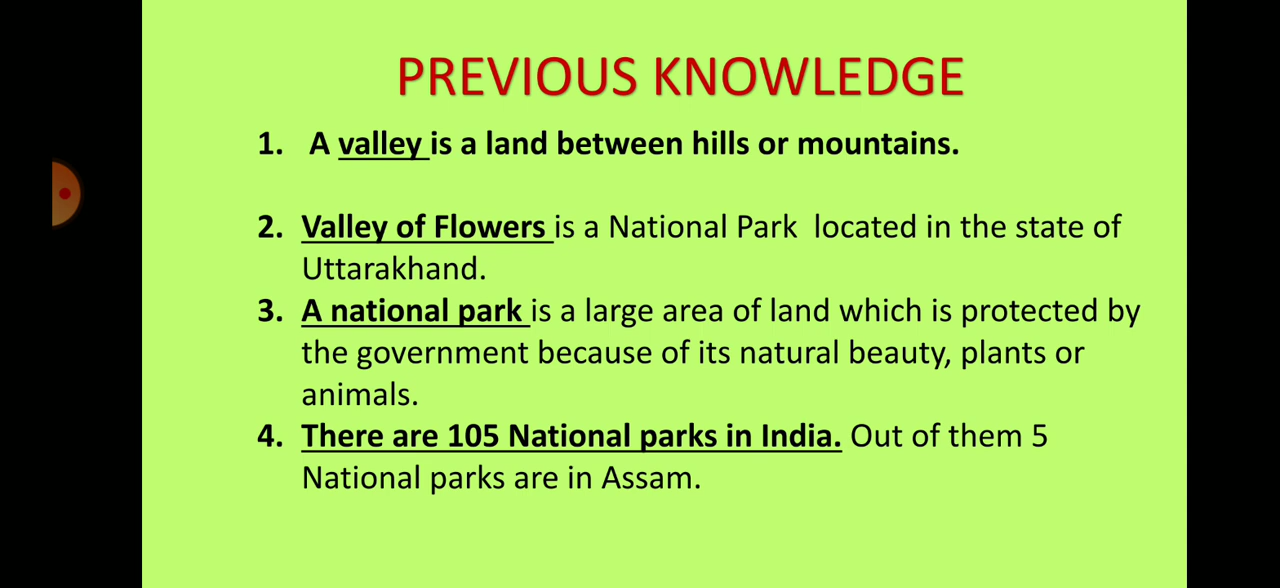 PREVIOUS KNOWLEDGE
1. A valley is a land between hills or mountains.
2. Valley of Flowers is a National Park located in the state of
Uttarakhand.
3. A national park is a large area of land which is protected by
the government because of its natural beauty, plants or
animals.
4. There are 105 National parks in India. Out of them 5
National parks are in Assam.